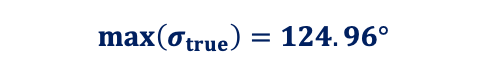 max(σ_true) = 124.96°